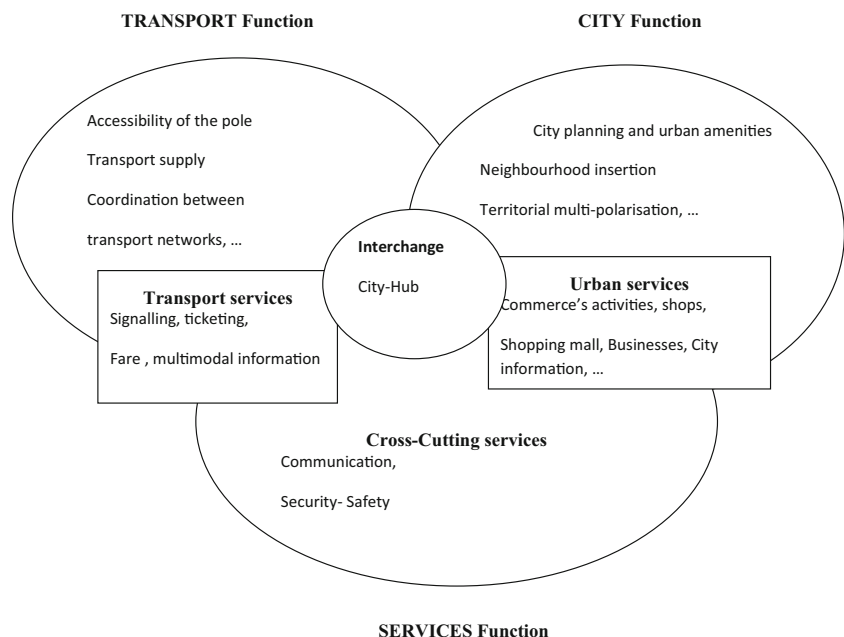 TRANSPORT Function
CITY Function
Accessibility of the pole
Transport supply
Coordination between
transport networks, ...
City planning and urban amenities
Neighbourhood insertion
Territorial multi-polarisation, ...
Interchange
City-Hub
Transport services
Signalling, ticketing,
Fare , multimodal information
Urban services
Commerce's activities, shops,
Shopping mall, Businesses, City
information, ...
Cross-Cutting services
Communication,
Security- Safety
SERVICES Function